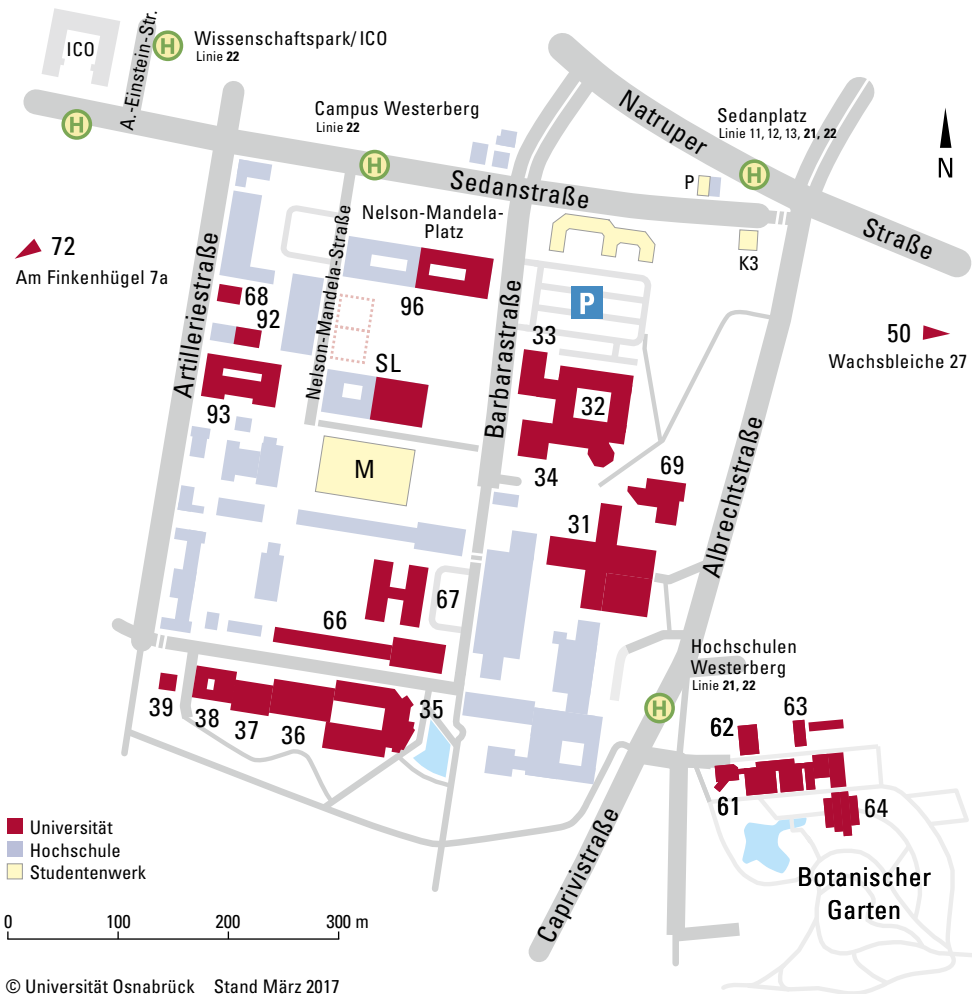 ICO
A.-Einstein-Str.
H
Wissenschaftspark/ ICO
Linie 22
H
Campus Westerberg
Linie 22
H
Natruper
Straße
Sedanplatz
Linie 11, 12, 13, 21, 22
H
N
Sedanstraße
P
K3
72
Am Finkenhügel 7a
Artilleriestraße
Nelson-Mandela-Straße
Nelson-Mandela-
Platz
96
68
92
93
SL
M
Barbarastraße
P
33
32
34
69
31
50
Wachsbleiche 27
Albrechtstraße
66
67
39
38
37
36
35
Hochschulen
Westerberg
Linie 21, 22
H
62
63
61
64
Caprivistraße
Botanischer
Garten
Universität
Hochschule
Studentenwerk
0
100
200
300 m
© Universität Osnabrück Stand März 2017